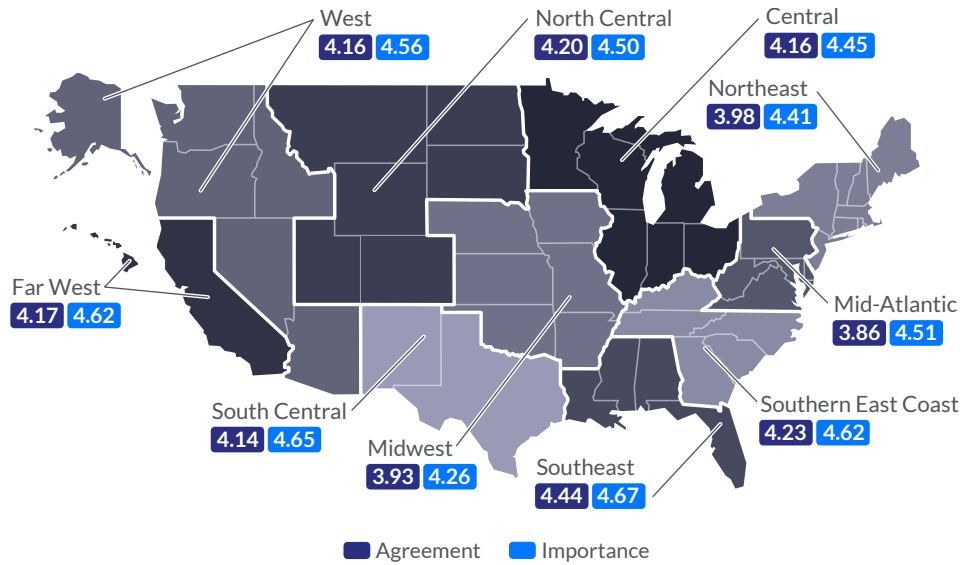 West
4.16 4.56
North Central
4.20 4.50
Central
4.16 4.45
Northeast
3.98 4.41
Far West
4.17 4.62
Mid-Atlantic
3.86 4.51
South Central
4.14 4.65
Midwest
3.93 4.26
Southeast
4.44 4.67
Southern East Coast
4.23 4.62
Agreement Importance